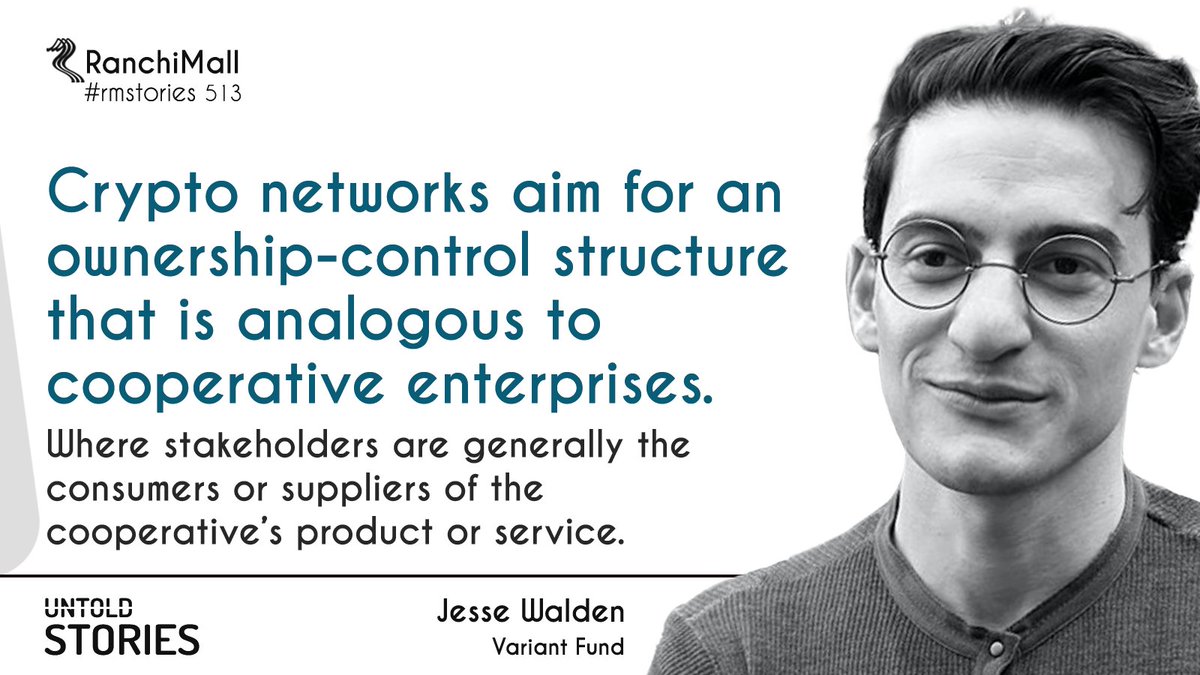 RanchiMall
#rmstories 513
Crypto networks aim for an
ownership-control structure
that is analogous to
cooperative enterprises.
Where stakeholders are generally the
consumers or suppliers of the
cooperative’s product or service.
UNTOLD
STORIES
Jesse Walden
Variant Fund